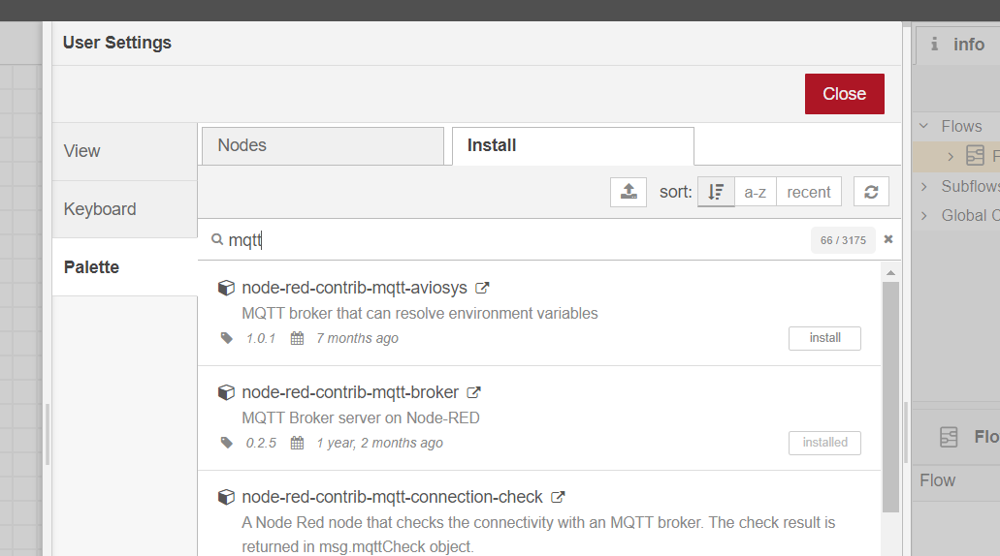 User Settings
info
Close
View
Keyboard
Palette
Nodes
Install
sort:
a-z
recent
mqtt
66 / 3175
node-red-contrib-mqtt-aviosys
MQTT broker that can resolve environment variables
1.0.1 7 months ago
install
node-red-contrib-mqtt-broker
MQTT Broker server on Node-RED
0.2.5 1 year, 2 months ago
installed
node-red-contrib-mqtt-connection-check
A Node Red node that checks the connectivity with an MQTT broker. The check result is
returned in msg.mqttCheck object.
Flows
F
Subflows
Global C
Flo
Flow